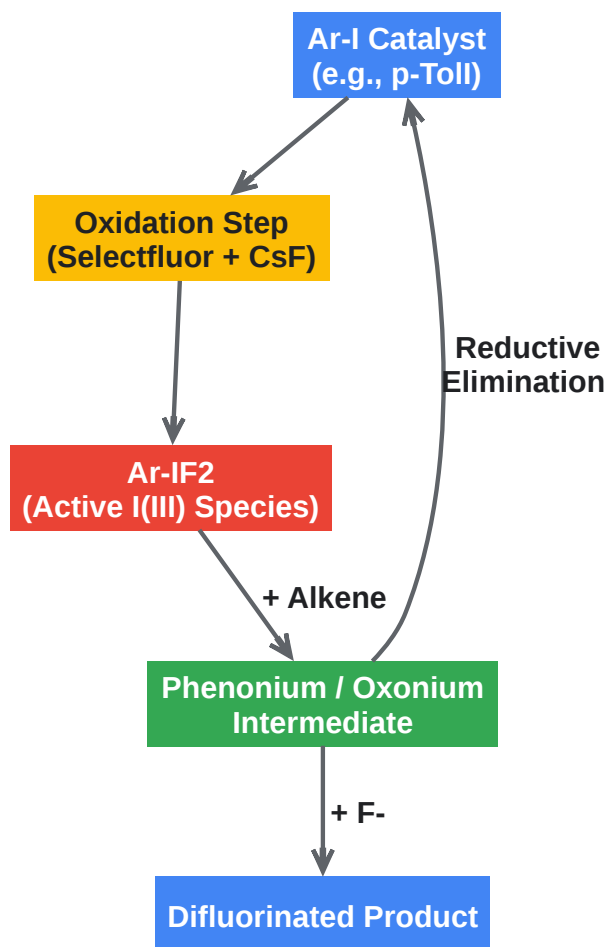 Ar-I Catalyst
(e.g., p-TolI)
Oxidation Step
(Selectfluor + CsF)
Reductive
Elimination
Ar-IF2
(Active I(III) Species)
+ Alkene
Phenonium / Oxonium
Intermediate
+ F-
Difluorinated Product